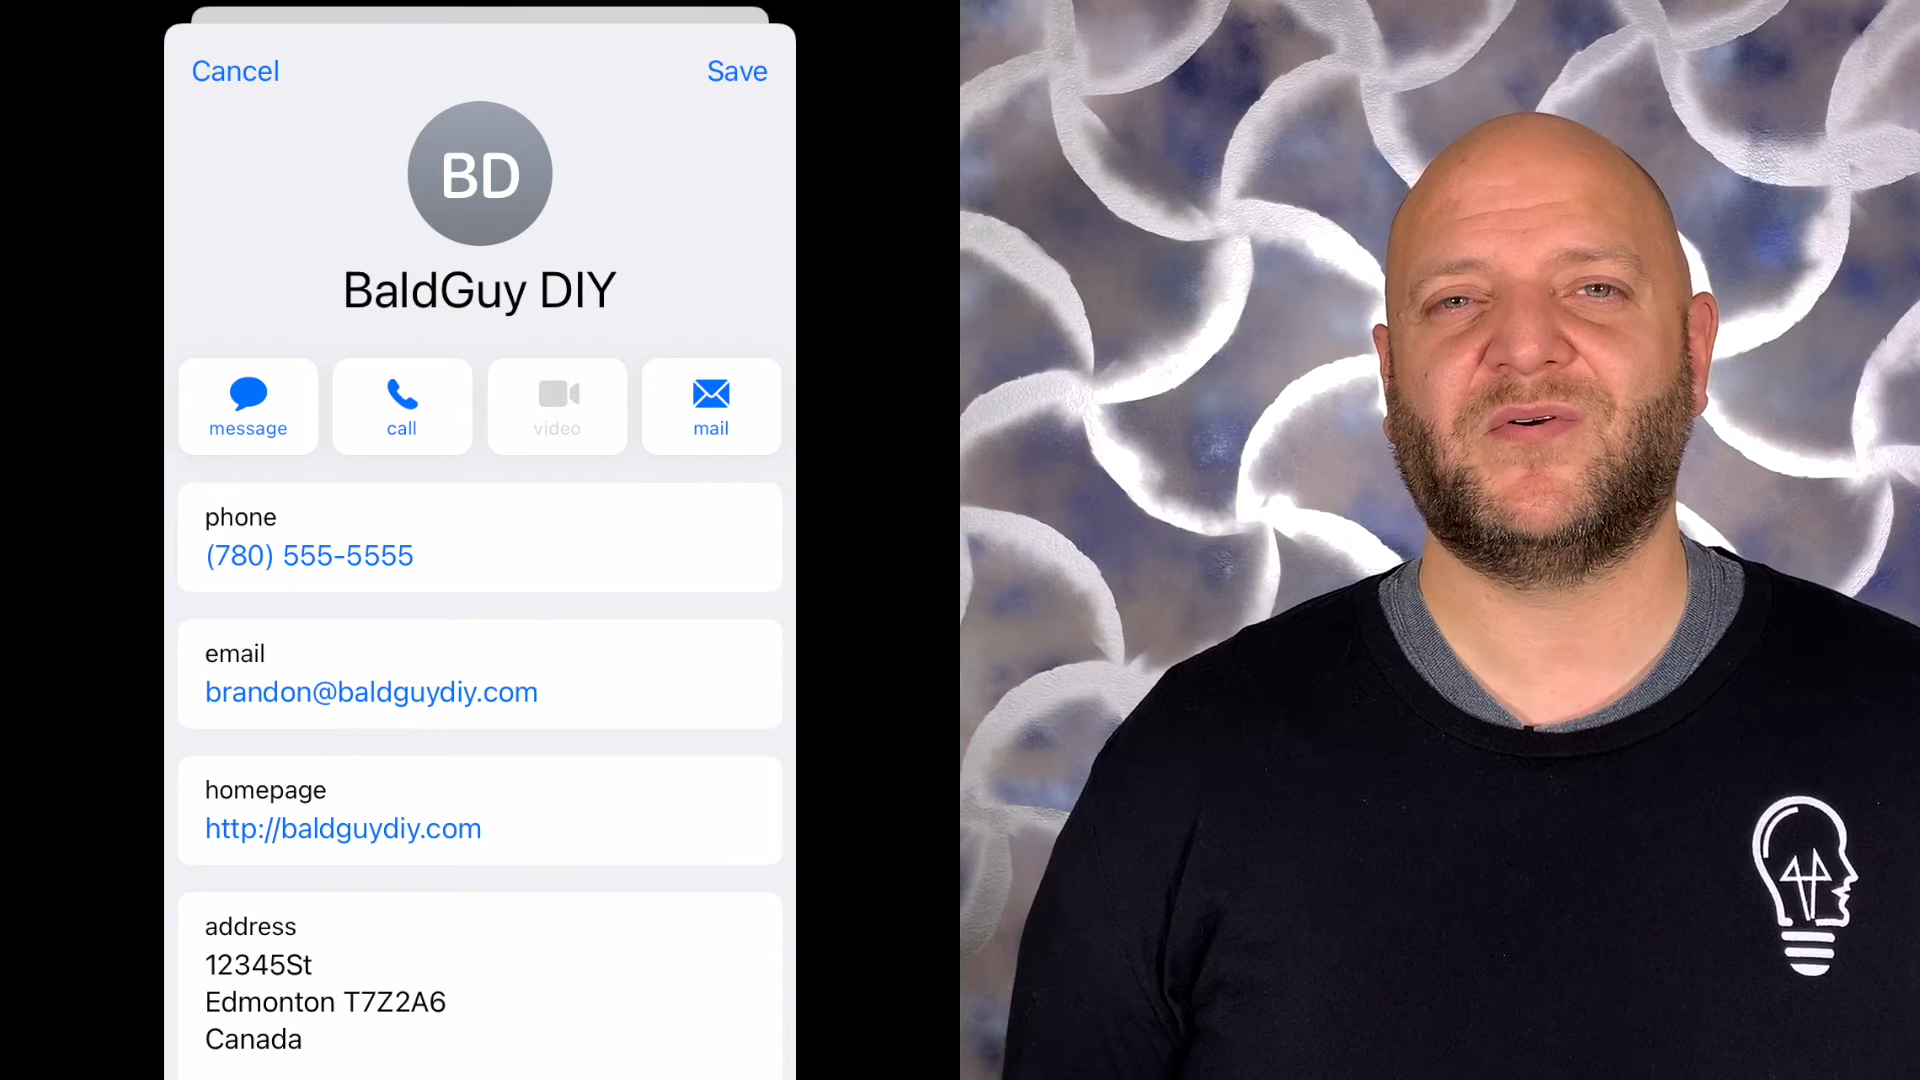 Cancel
Save
BD
BaldGuy DIY
message
call
video
mail
phone
(780) 555-5555
email
brandon@baldguydiy.com
homepage
http://baldguydiy.com
address
12345St
Edmonton T7Z2A6
Canada